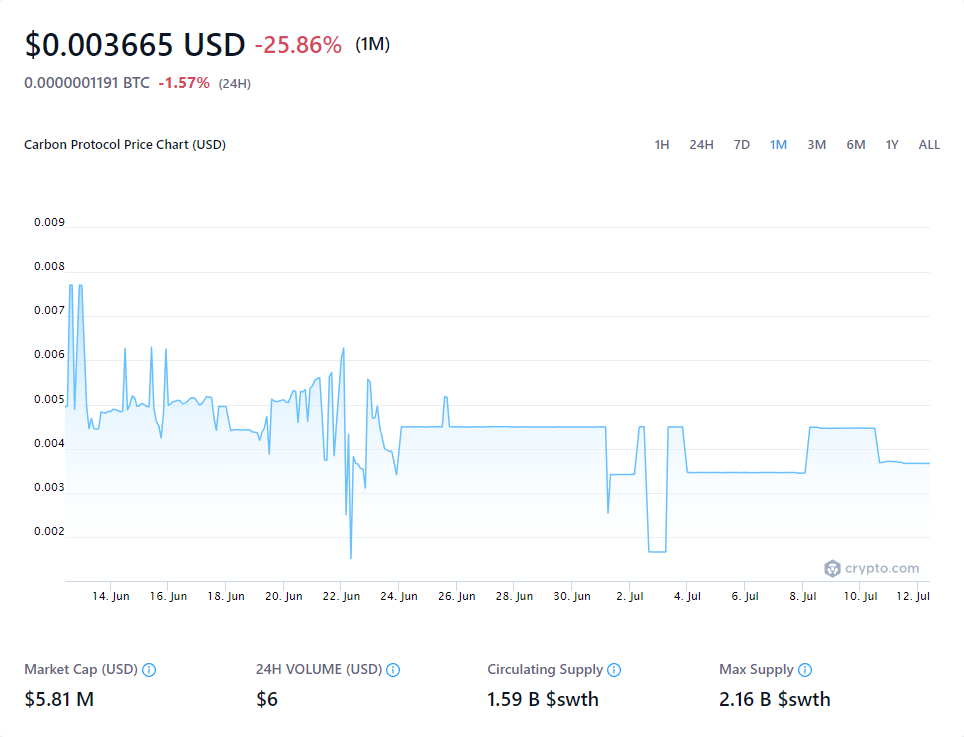 $0.003665 USD -25.86% (1M)
0.0000001191 BTC -1.57% (24H)
Carbon Protocol Price Chart (USD)
1H 24H 7D 1M 3M 6M 1Y ALL
0.009
0.008
0.007
0.006
0.005
0.004
0.003
0.002
crypto.com
14. Jun 16. Jun 18. Jun 20. Jun 22. Jun 24. Jun 26. Jun 28. Jun 30. Jun 2. Jul 4. Jul 6. Jul 8. Jul 10. Jul 12. Jul
Market Cap (USD) 24H VOLUME (USD) Circulating Supply Max Supply
$5.81 M $6 1.59 B $swth 2.16 B $swth